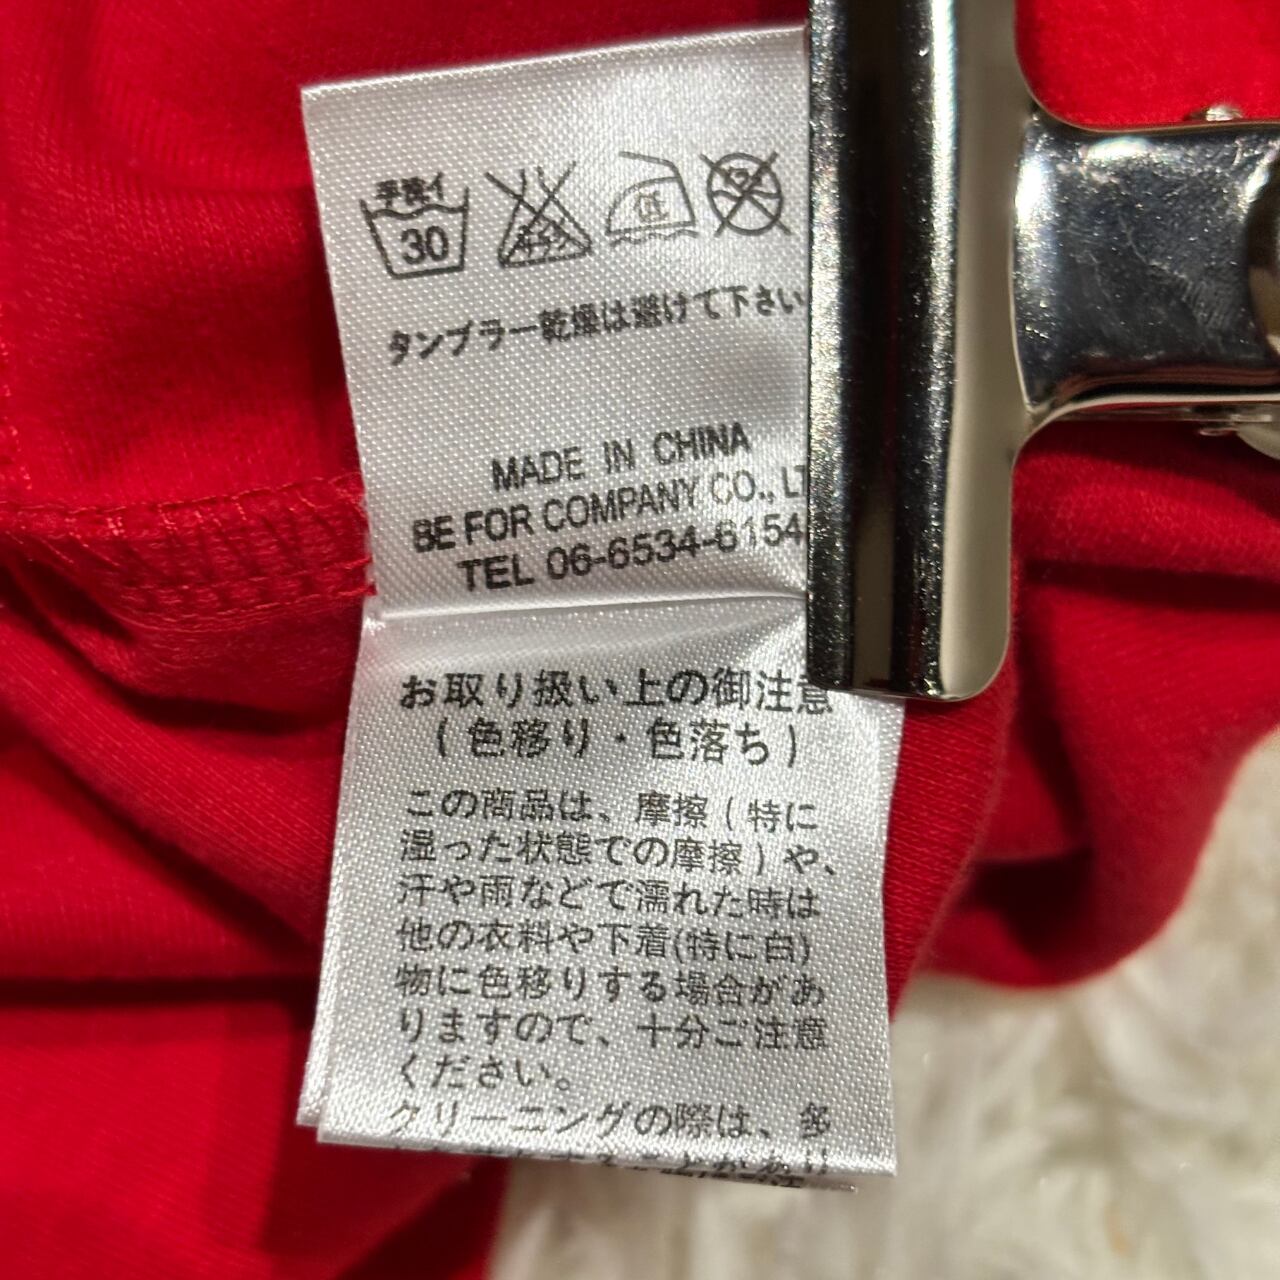 手洗イ
30
低
タンブラー乾燥は避けて下さい
MADE IN CHINA
BE FOR COMPANY CO., LT
TEL 06-6534-6154
お取り扱い上の御注意
(色移り・色落ち)
この商品は、摩擦(特に
湿った状態での摩擦)や、
汗や雨などで濡れた時は
他の衣料や下着(特に白)
物に色移りする場合があ
りますので、十分ご注意
ください。
クリーニングの際は、多